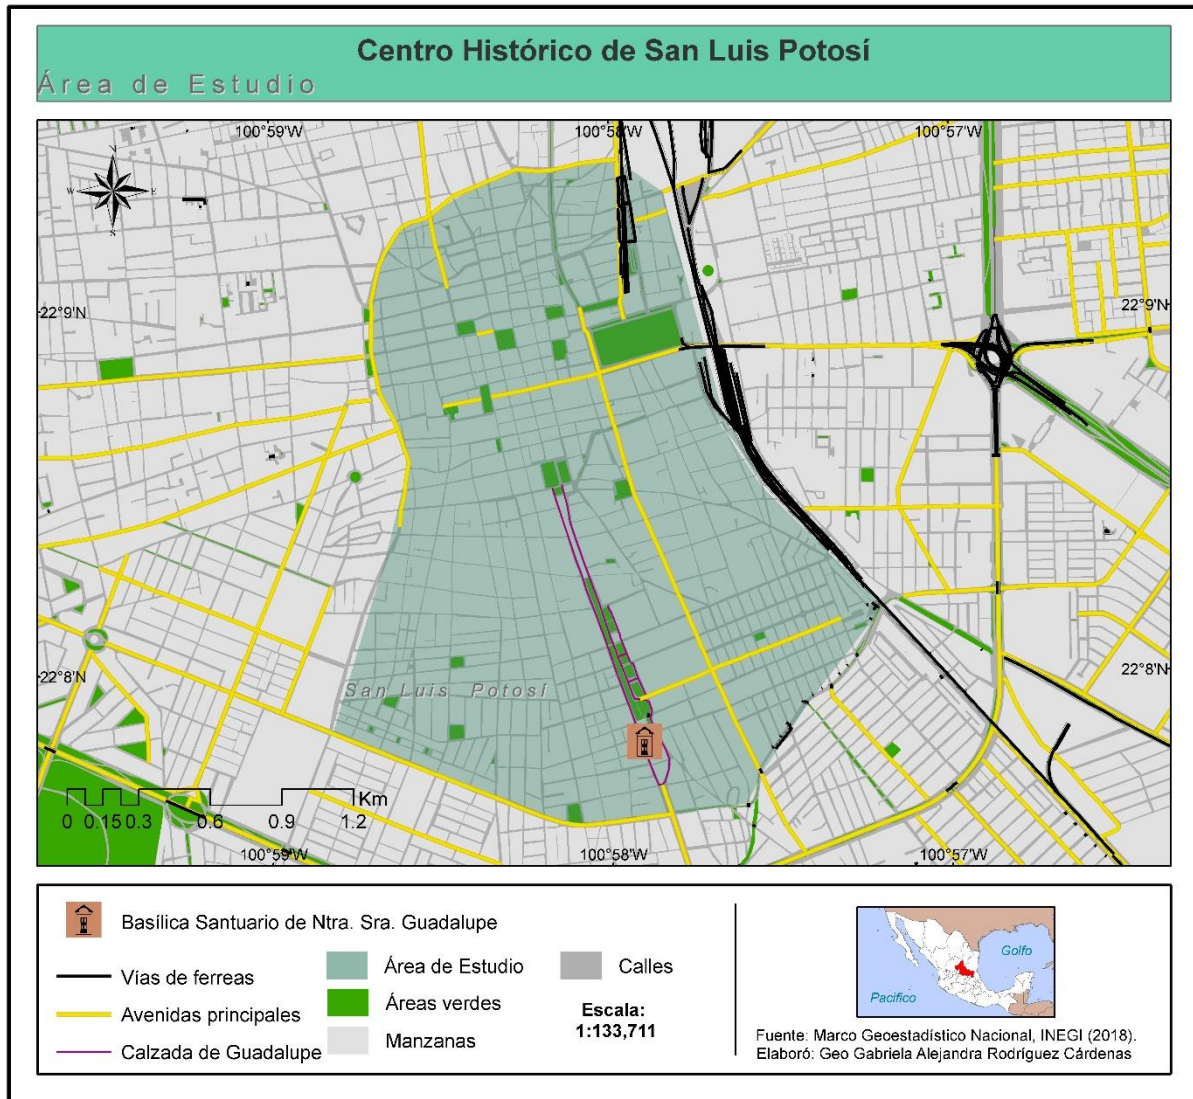 Centro Histórico de San Luis Potosí
Área de Estudio
100°59'W
100°58'W
100°57'W
N
W
E
S
22°9'N
22°9'N
22°8'N
22°8'N
San Luis Potosí
Km
0 0.15 0.3 0.6 0.9 1.2
100°59'W
100°58'W
100°57'W
Basílica Santuario de Ntra. Sra. Guadalupe
Vías de ferreas
Avenidas principales
Calzada de Guadalupe
Área de Estudio
Áreas verdes
Manzanas
Calles
Escala:
1:133,711
Golfo
Pacífico
Fuente: Marco Geoestadístico Nacional, INEGI (2018).
Elaboró: Geo Gabriela Alejandra Rodríguez Cárdenas